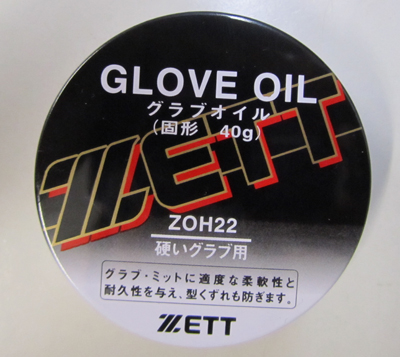 GLOVE OIL
グラブオイル
(固形 40g)
ZETT
ZOH22
硬いグラブ用
グラブ・ミットに適度な柔軟性と
耐久性を与え、型くずれも防ぎます。
ZETT